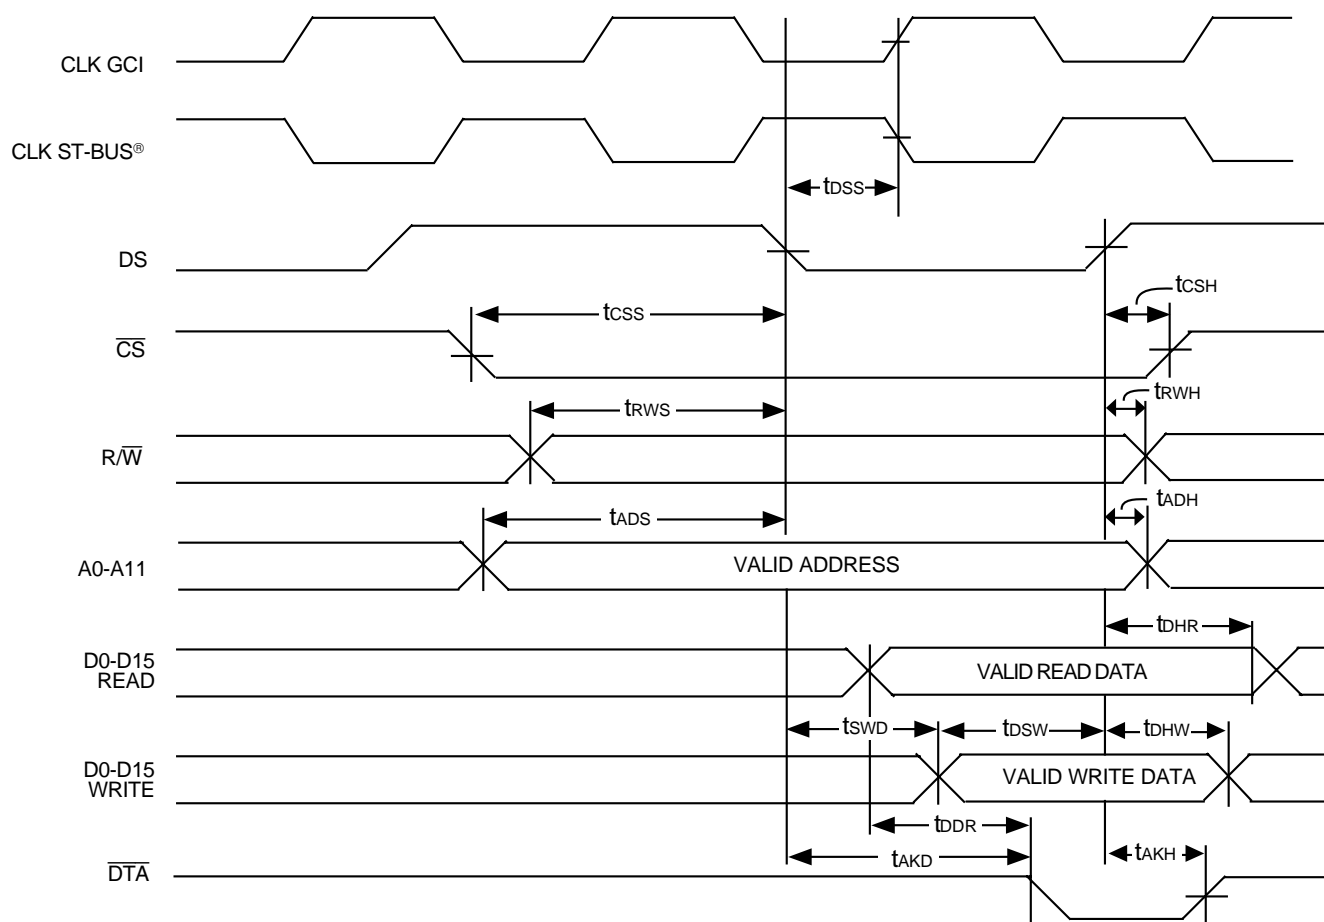 CLK GCI
CLK ST-BUS®
tDSS
DS
tCSH
tCSS
CS
tRWH
tRWS
R/W
tADH
tADS
A0-A11
VALID ADDRESS
tDHR
D0-D15
READ
VALID READ DATA
tSWD
tDSW
tDHW
D0-D15
WRITE
VALID WRITE DATA
tDDR
tAKD
tAKH
DTA